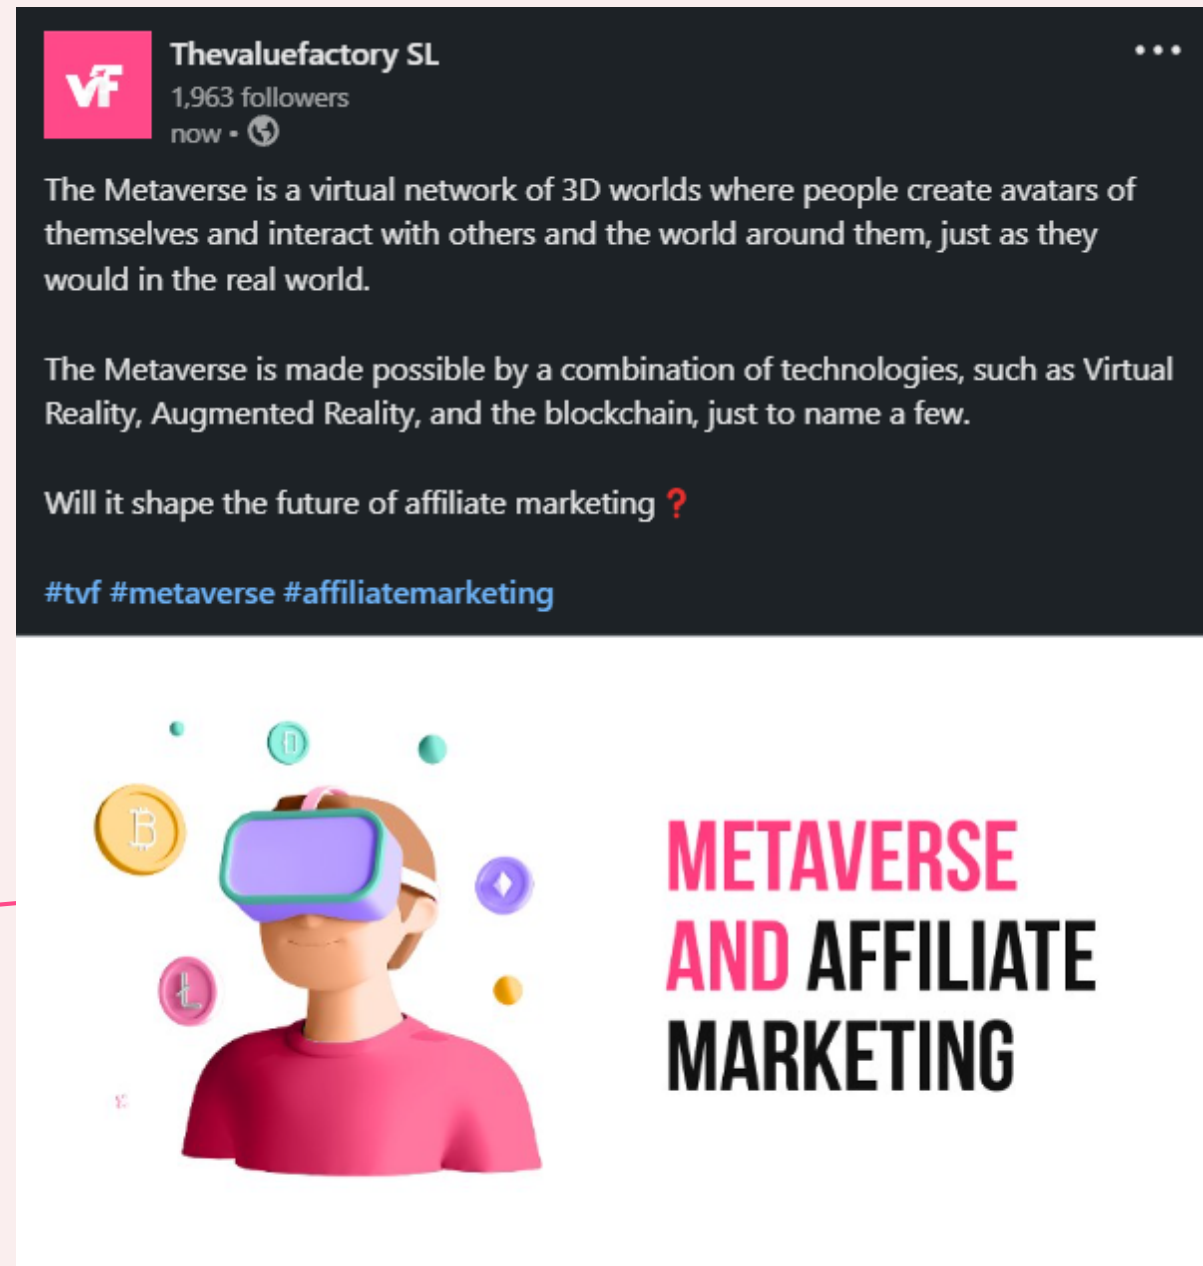 VF
Thevaluefactory SL
1,963 followers
now •
The Metaverse is a virtual network of 3D worlds where people create avatars of
themselves and interact with others and the world around them, just as they
would in the real world.
The Metaverse is made possible by a combination of technologies, such as Virtual
Reality, Augmented Reality, and the blockchain, just to name a few.
Will it shape the future of affiliate marketing ❓
#tvf #metaverse #affiliatemarketing
METAVERSE
AND AFFILIATE
MARKETING